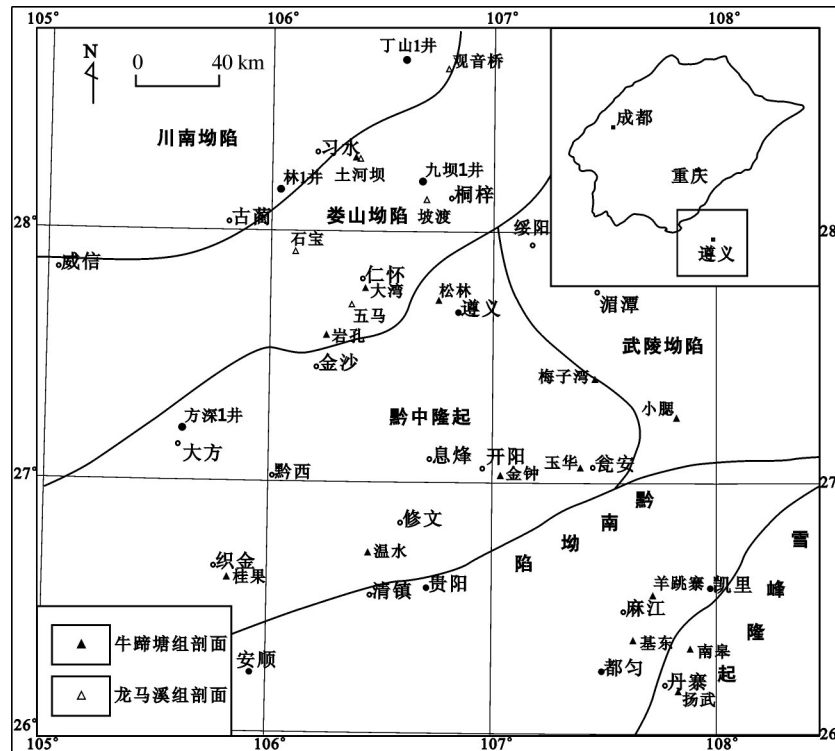 105°
106°
107°
108°
N
0
40 km
丁山1井
观音桥
川南坳陷
成都
重庆
遵义
习水
土河坝
林1井
九坝1井
桐梓
坡渡
28°
28
古蔺
娄山坳陷
绥阳
石宝
威信
仁怀
大湾
松林
遵义
五马
湄潭
岩孔
金沙
武陵坳陷
梅子湾
小腮
方深1井
大方
黔中隆起
息烽
开阳
金钟
玉华
瓮安
黔西
27°
27
黔南坳陷
雪峰隆起
修文
温水
织金
桂果
清镇
贵阳
羊跳寨
凯里
麻江
基东
南皋
都匀
丹寨
扬武
安顺
牛蹄塘组剖面
龙马溪组剖面
26°
26
105°
106°
107°
108°